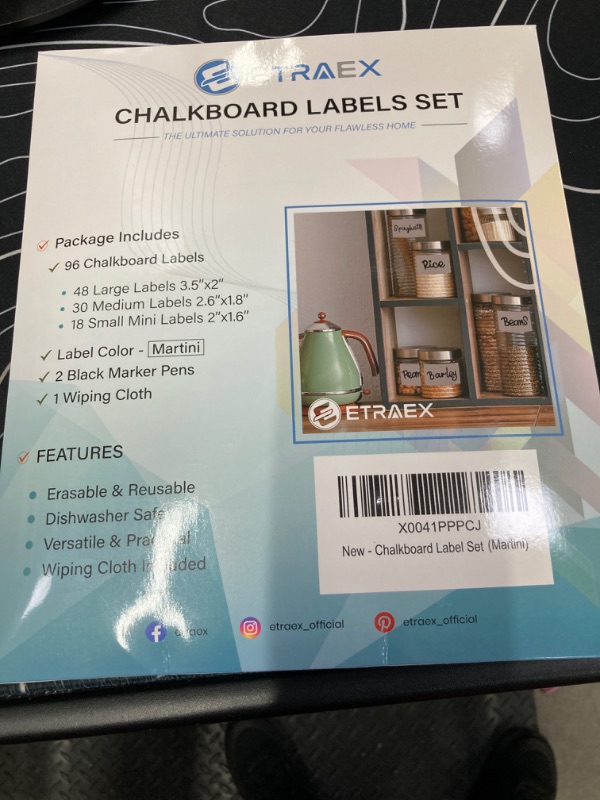 ETRAEX
CHALKBOARD LABELS SET
THE ULTIMATE SOLUTION FOR YOUR FLAWLESS HOME
Package Includes
96 Chalkboard Labels
48 Large Labels 3.5"x2"
30 Medium Labels 2.6"x1.8"
18 Small Mini Labels 2"x1.6"
Label Color - Martini
2 Black Marker Pens
1 Wiping Cloth
Spaghetti
Rice
Beans
Barley
ETRAEX
FEATURES
Erasable & Reusable
Dishwasher Safe
Versatile & Practical
Wiping Cloth Included
X0041PPPCJ
New - Chalkboard Label Set (Martini)
etraex
etraex_official
etraex_official